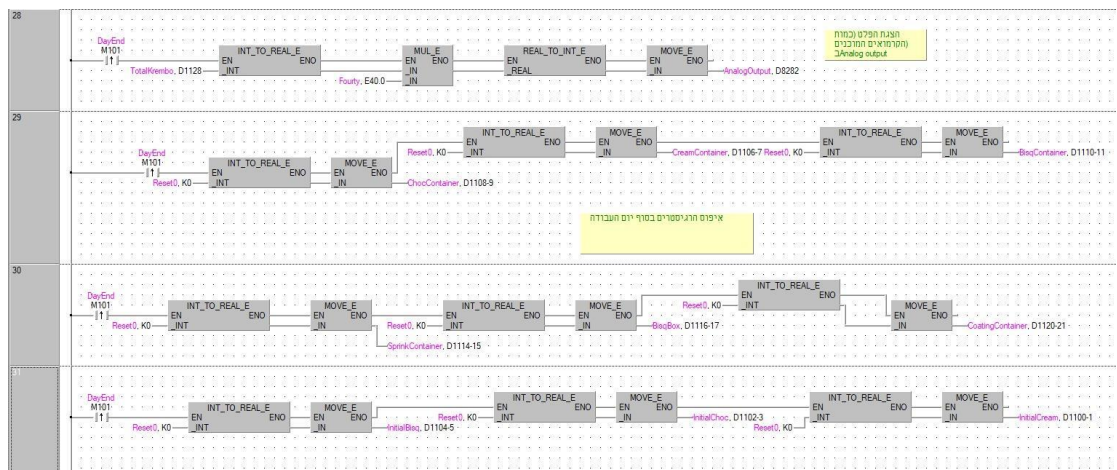 28
DayEnd
M101
INT_TO_REAL_E
EN ENO
_INT
TotalKrembo, D1128
MUL_E
EN ENO
_IN
_IN
Fourty, E40.0
REAL_TO_INT_E
EN ENO
_REAL
MOVE_E
EN ENO
_IN
AnalogOutput, D8282
הצגת הפלט (כמות
הקרמואים המוכנים)
בAnalog output
29
DayEnd
M101
INT_TO_REAL_E
EN ENO
_INT
Reset0, K0
MOVE_E
EN ENO
_IN
ChocContainer, D1108-9
INT_TO_REAL_E
EN ENO
_INT
Reset0, K0
MOVE_E
EN ENO
_IN
CreamContainer, D1106-7
INT_TO_REAL_E
EN ENO
_INT
Reset0, K0
MOVE_E
EN ENO
_IN
BisqContainer, D1110-11
איפוס הרגיסטרים בסוף יום העבודה
30
DayEnd
M101
INT_TO_REAL_E
EN ENO
_INT
Reset0, K0
MOVE_E
EN ENO
_IN
SprinkContainer, D1114-15
INT_TO_REAL_E
EN ENO
_INT
Reset0, K0
MOVE_E
EN ENO
_IN
BisqBox, D1116-17
INT_TO_REAL_E
EN ENO
_INT
Reset0, K0
MOVE_E
EN ENO
_IN
CoatingContainer, D1120-21
31
DayEnd
M101
INT_TO_REAL_E
EN ENO
_INT
Reset0, K0
MOVE_E
EN ENO
_IN
InitialBisq, D1104-5
INT_TO_REAL_E
EN ENO
_INT
Reset0, K0
MOVE_E
EN ENO
_IN
InitialChoc, D1102-3
INT_TO_REAL_E
EN ENO
_INT
Reset0, K0
MOVE_E
EN ENO
_IN
InitialCream, D1100-1